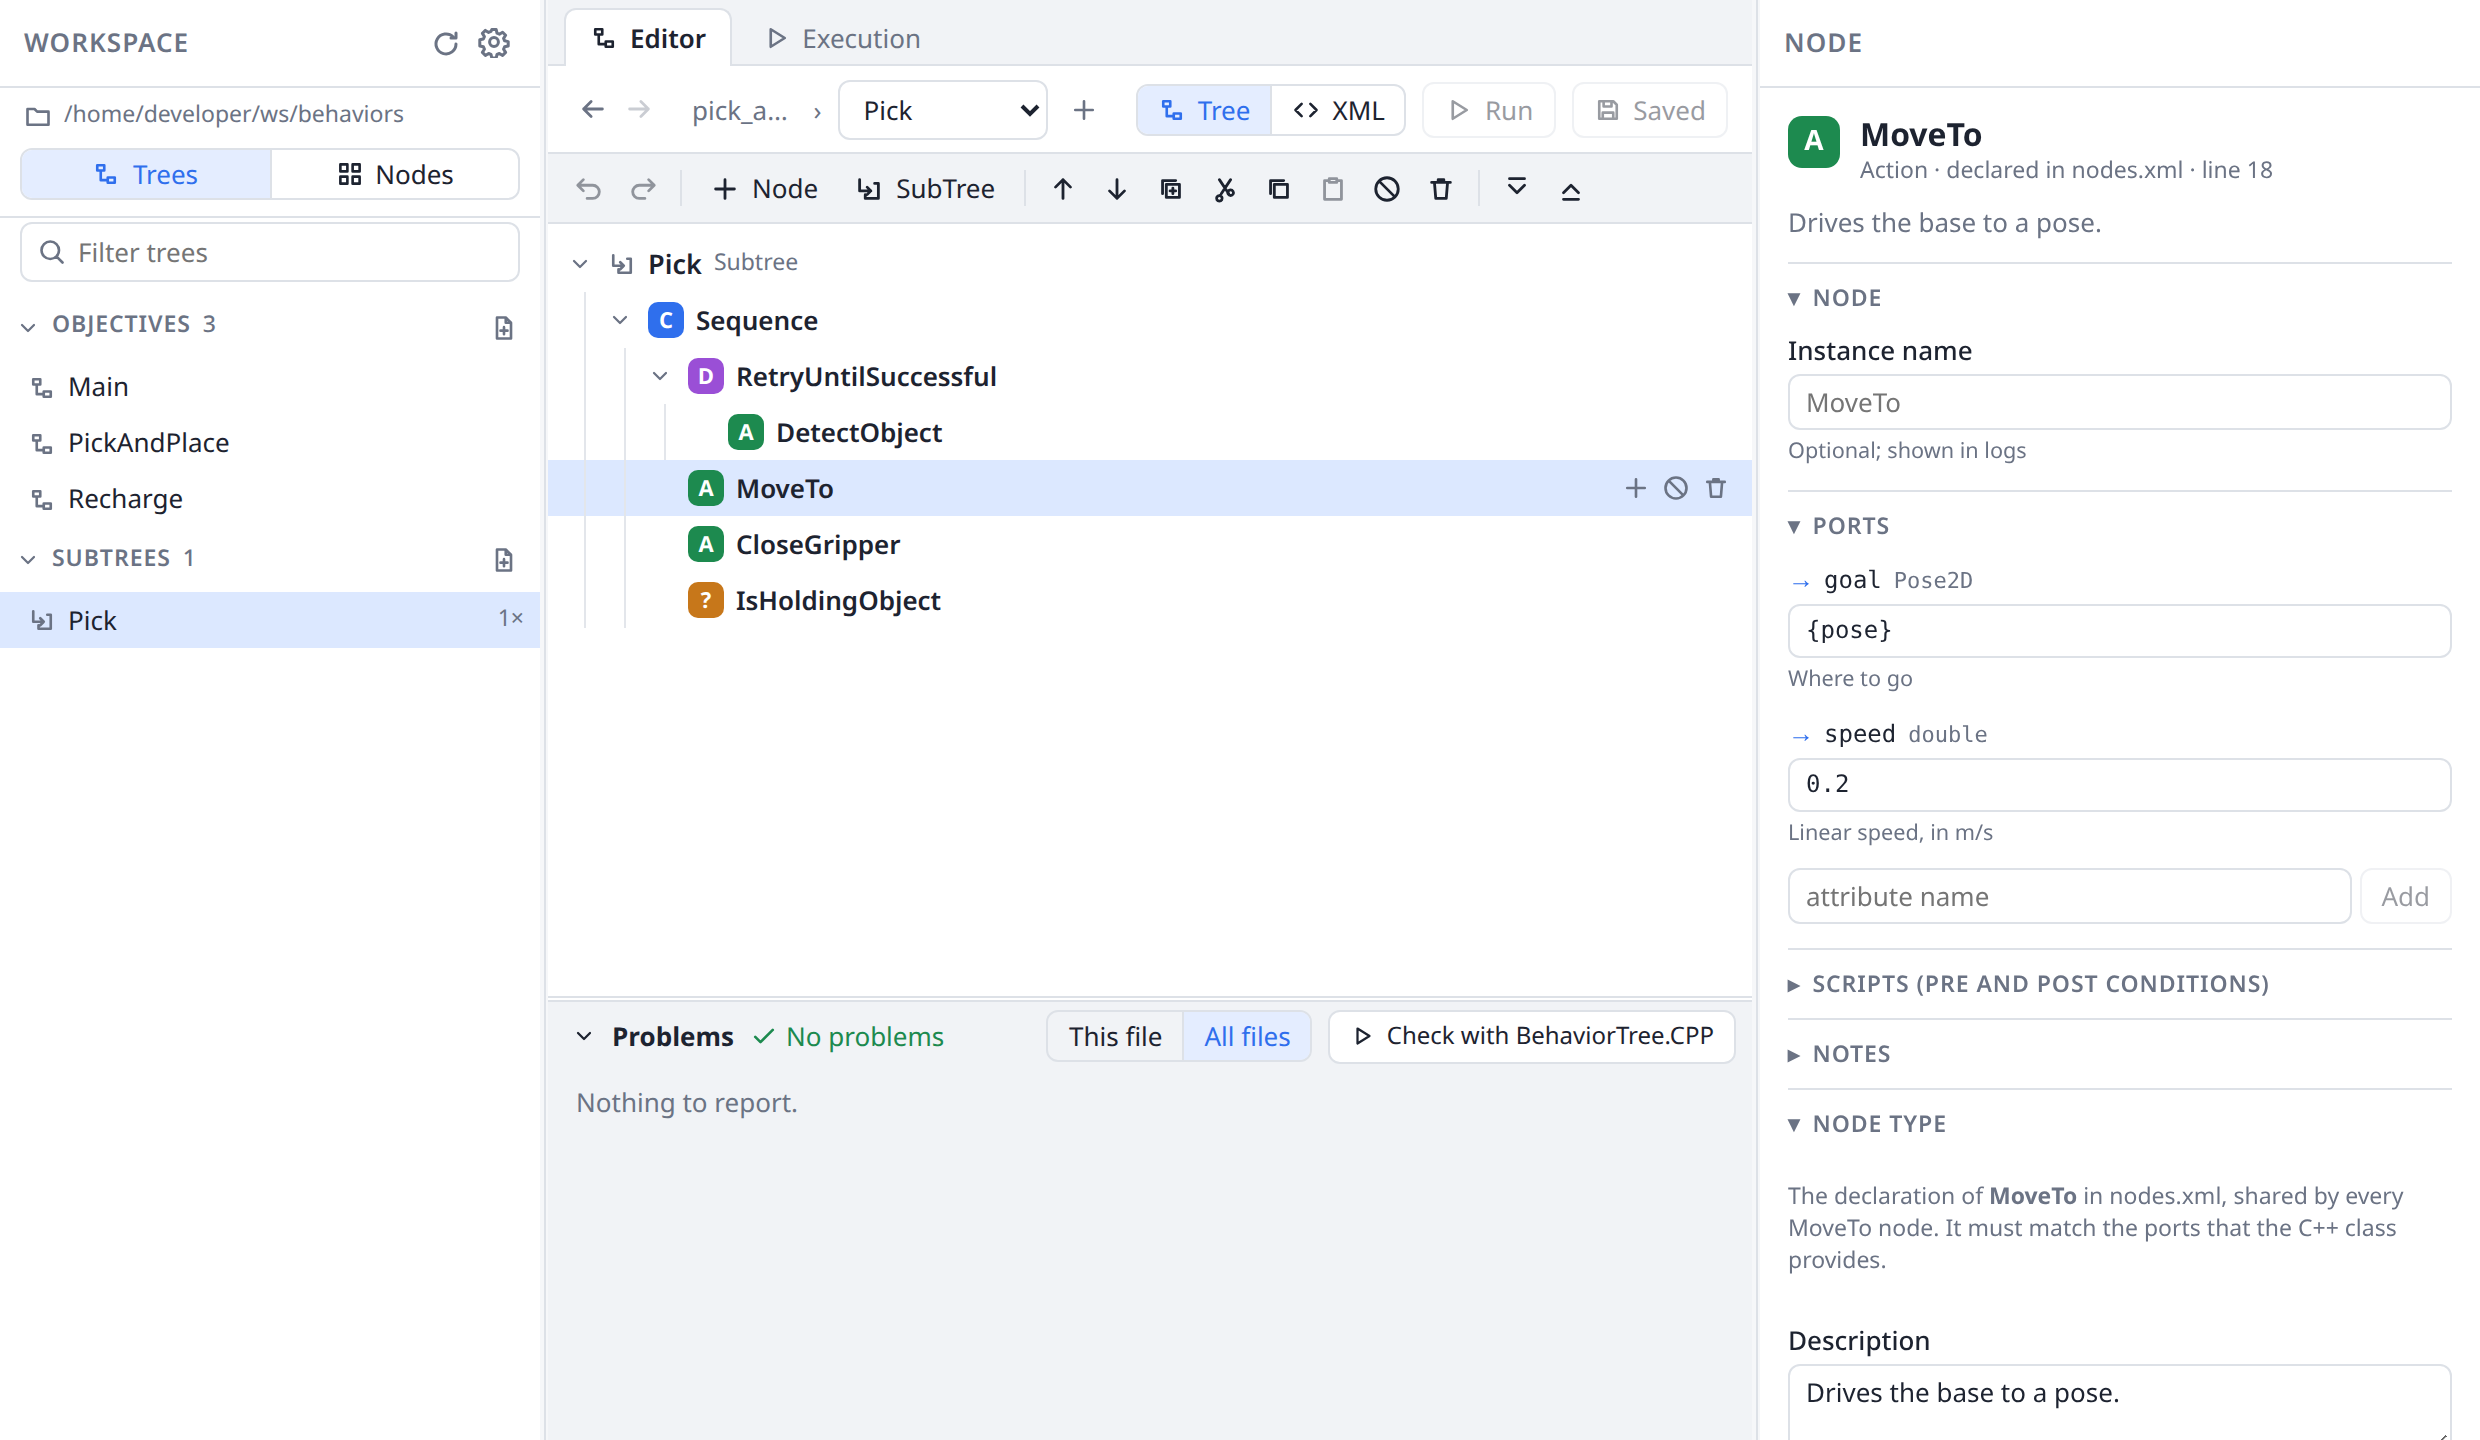 WORKSPACE
/home/developer/ws/behaviors
Trees
Nodes
Filter trees
OBJECTIVES 3
Main
PickAndPlace
Recharge
SUBTREES 1
Pick 1×
Editor
Execution
pick_a... › Pick
Tree
XML
Run
Saved
Node
SubTree
Pick Subtree
C Sequence
D RetryUntilSuccessful
A DetectObject
A MoveTo
A CloseGripper
? IsHoldingObject
Problems
No problems
This file
All files
Check with BehaviorTree.CPP
Nothing to report.
NODE
A MoveTo
Action · declared in nodes.xml · line 18
Drives the base to a pose.
▼ NODE
Instance name
MoveTo
Optional; shown in logs
▼ PORTS
→ goal Pose2D
{pose}
Where to go
→ speed double
0.2
Linear speed, in m/s
attribute name
Add
▶ SCRIPTS (PRE AND POST CONDITIONS)
▶ NOTES
▼ NODE TYPE
The declaration of MoveTo in nodes.xml, shared by every
MoveTo node. It must match the ports that the C++ class
provides.
Description
Drives the base to a pose.